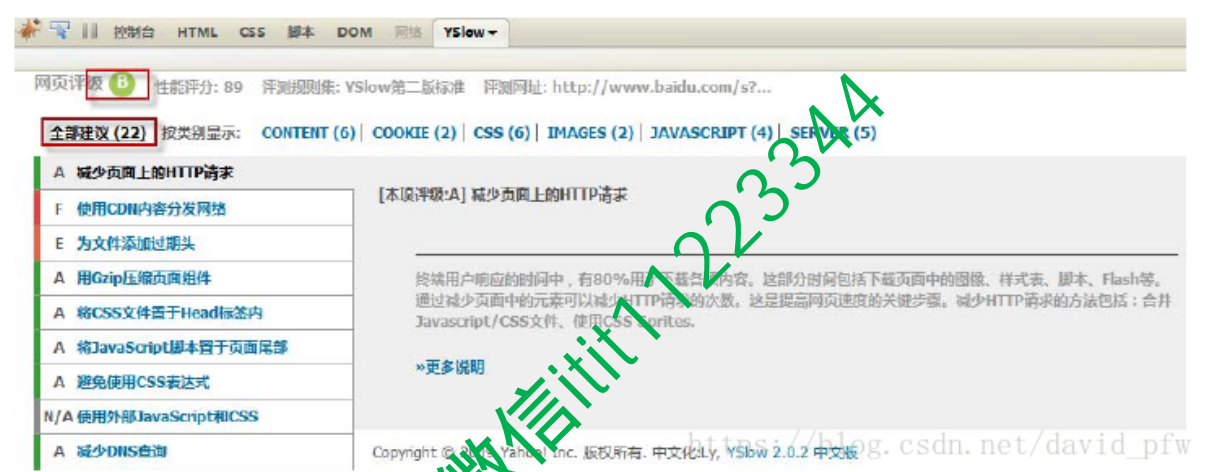 控制台 HTML CSS 脚本 DOM 网络 YSlow
网页评级 B 性能评分: 89 评测规则集: YSlow第二版标准 评测网址: http://www.baidu.com/s?...
全部建议 (22) 按类别显示: CONTENT (6) | COOKIE (2) | CSS (6) | IMAGES (2) | JAVASCRIPT (4) | SERVER (5)
A 减少页面上的HTTP请求
F 使用CDN内容分发网络
E 为文件添加过期头
A 用Gzip压缩页面组件
A 将CSS文件置于Head标签内
A 将JavaScript脚本置于页面尾部
A 避免使用CSS表达式
N/A 使用外部JavaScript和CSS
A 减少DNS查询
[本项评级:A] 减少页面上的HTTP请求
终端用户响应的时间中，有80%用于下载各项内容。这部分时间包括下载页面中的图像、样式表、脚本、Flash等。
通过减少页面中的元素可以减少HTTP请求的次数。这是提高网页速度的关键步骤。减少HTTP请求的方法包括：合并
Javascript/CSS文件、使用CSS Sprites.
»更多说明
Copyright © Yahoo! Inc. 版权所有. 中文化:Ly, YSlow 2.0.2 中文版
https://blog.csdn.net/david_pfw
微信itit11223344